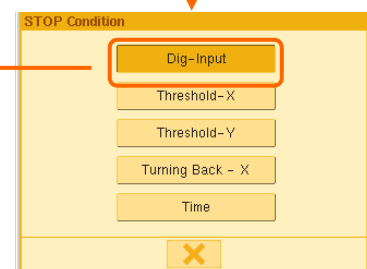 STOP Condition
Dig-Input
Threshold-X
Threshold-Y
Turning Back - X
Time